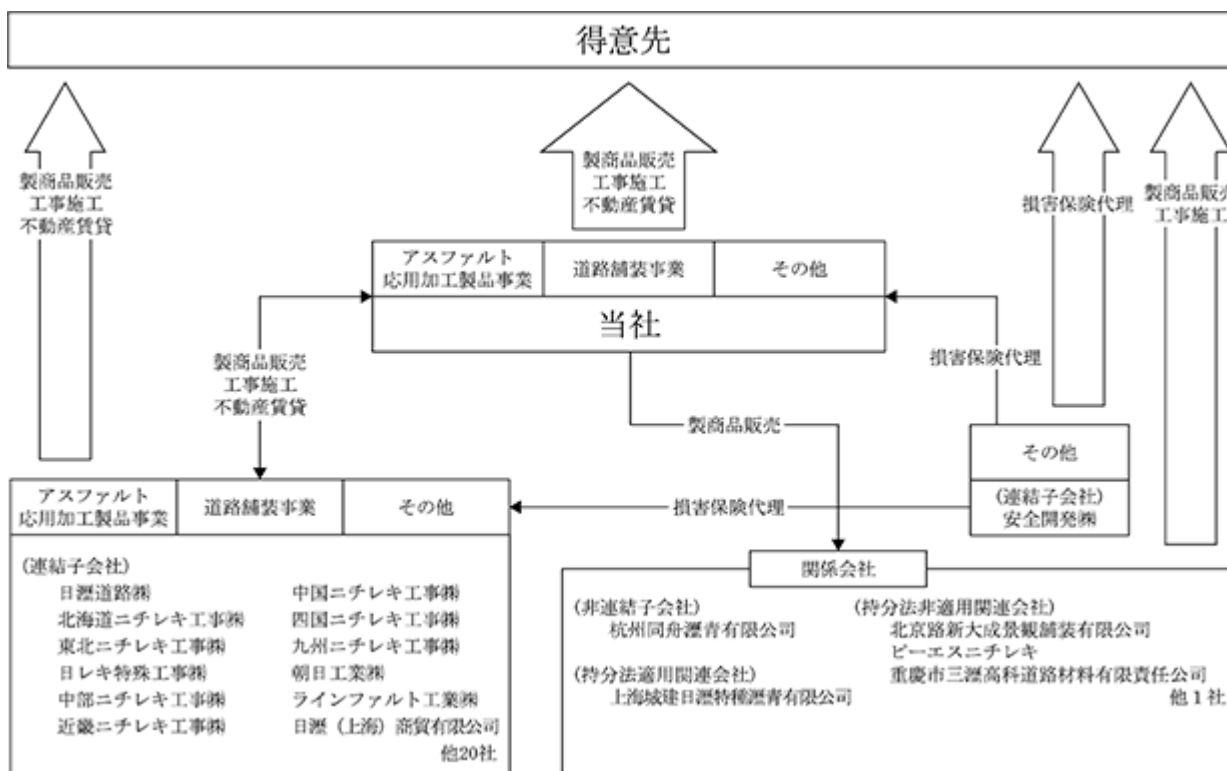 得意先
製商品販売
工事施工
不動産賃貸
製商品販売
工事施工
不動産賃貸
損害保険代理
製商品販売
工事施工
アスファルト
応用加工製品事業
道路舗装事業
その他
当社
製商品販売
工事施工
不動産賃貸
損害保険代理
製商品販売
その他
(連結子会社)
安全開発㈱
損害保険代理
アスファルト
応用加工製品事業
道路舗装事業
その他
(連結子会社)
日瀝道路㈱
北海道ニチレキ工事㈱
東北ニチレキ工事㈱
日レキ特殊工事㈱
中部ニチレキ工事㈱
近畿ニチレキ工事㈱
中国ニチレキ工事㈱
四国ニチレキ工事㈱
九州ニチレキ工事㈱
朝日工業㈱
ラインファルト工業㈱
日瀝（上海）商貿有限公司
他20社
関係会社
(非連結子会社)
杭州同舟瀝青有限公司
(持分法適用関連会社)
上海城建日瀝特種瀝青有限公司
(持分法非適用関連会社)
北京路新大成景観舗装有限公司
ピーエスニチレキ
重慶市三瀝高科道路材料有限責任公司
他１社